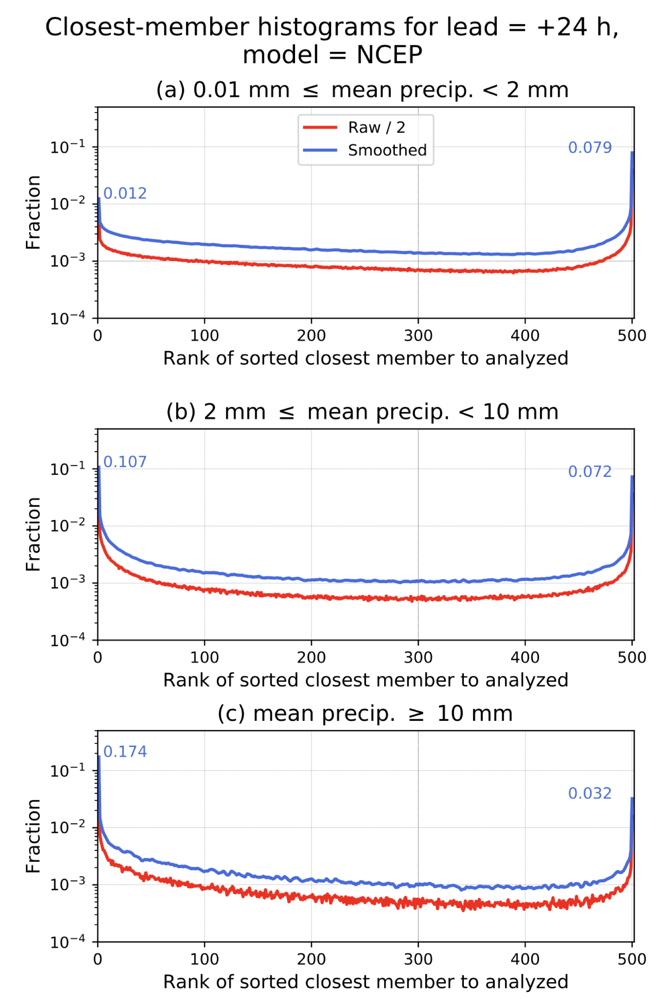 Closest-member histograms for lead = +24 h,
model = NCEP
(a) 0.01 mm ≤ mean precip. < 2 mm
Raw / 2
Smoothed
0.012
0.079
10⁻¹
10⁻²
10⁻³
10⁻⁴
Fraction
0 100 200 300 400 500
Rank of sorted closest member to analyzed
(b) 2 mm ≤ mean precip. < 10 mm
0.107
0.072
10⁻¹
10⁻²
10⁻³
10⁻⁴
Fraction
0 100 200 300 400 500
Rank of sorted closest member to analyzed
(c) mean precip. ≥ 10 mm
0.174
0.032
10⁻¹
10⁻²
10⁻³
10⁻⁴
Fraction
0 100 200 300 400 500
Rank of sorted closest member to analyzed